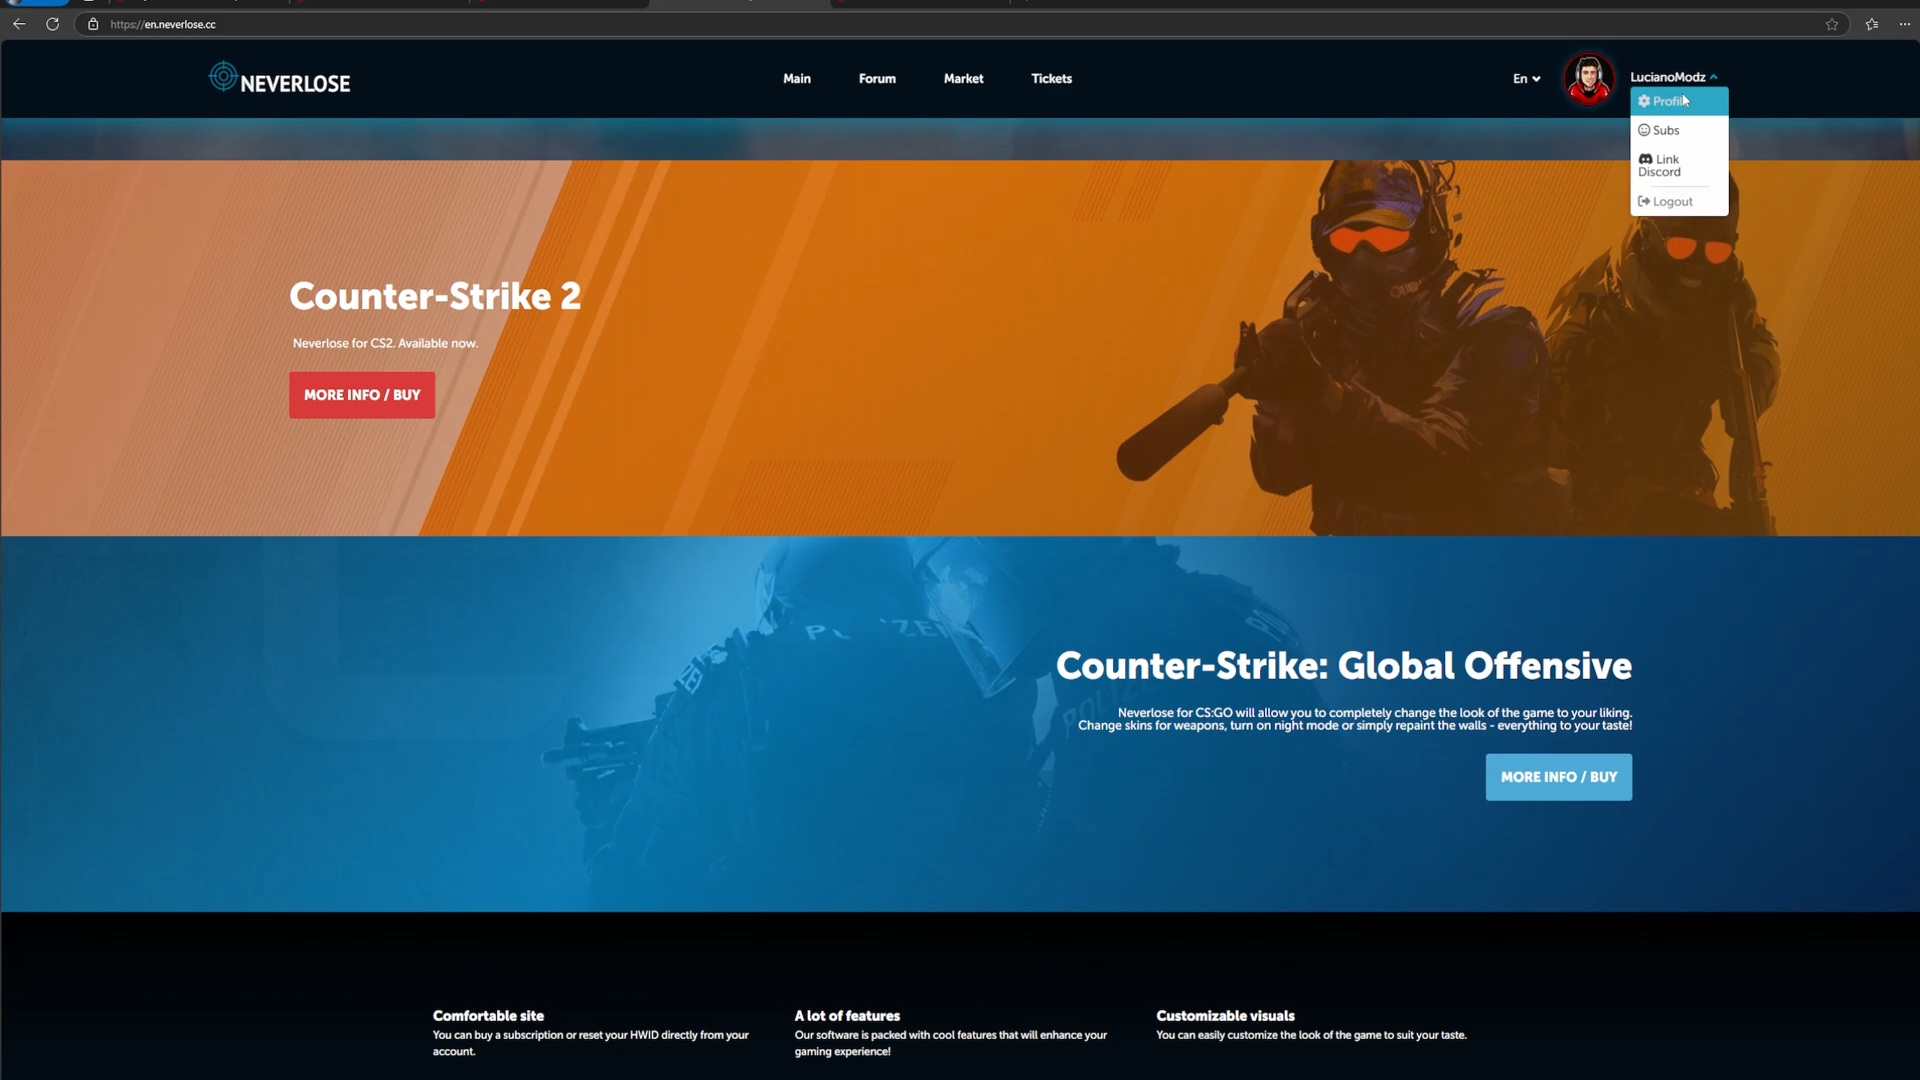 https://en.neverlose.cc
NEVERLOSE
Main
Forum
Market
Tickets
En
LucianoModz
Subs
Link
Discord
Logout
Counter-Strike 2
Neverlose for CS2. Available now.
MORE INFO / BUY
Counter-Strike: Global Offensive
Neverlose for CS:GO will allow you to completely change the look of the game to your liking.
Change skins for weapons, turn on night mode or simply repaint the walls - everything to your taste!
MORE INFO / BUY
Comfortable site
You can buy a subscription or reset your HWID directly from your
account.
A lot of features
Our software is packed with cool features that will enhance your
gaming experience!
Customizable visuals
You can easily customize the look of the game to suit your taste.